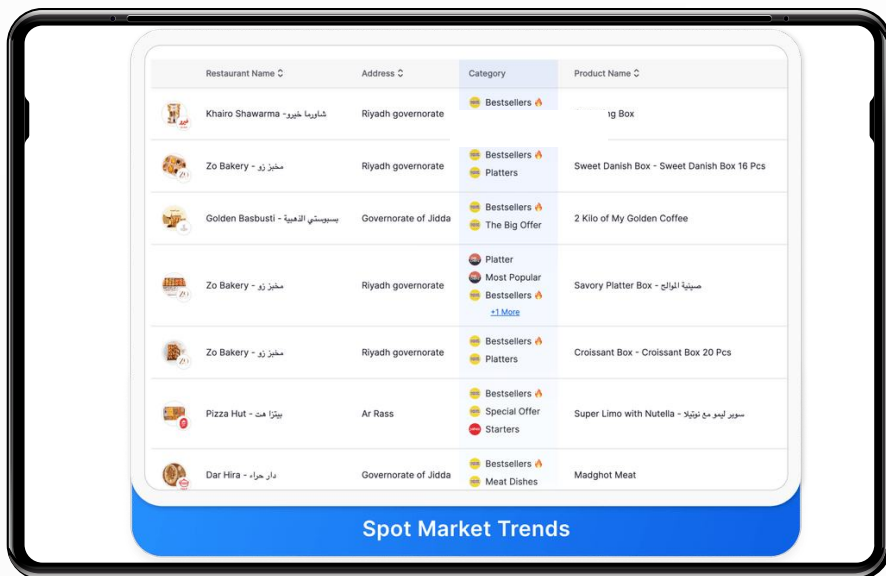 Restaurant Name
Address
Category
Product Name
Khairo Shawarma - شاورما خيرو
Riyadh governorate
Bestsellers 🔥
Box
Zo Bakery - مخبز زو
Riyadh governorate
Bestsellers 🔥
Platters
Sweet Danish Box - Sweet Danish Box 16 Pcs
Golden Basbusti - بسبوستي الذهبية
Governorate of Jidda
Bestsellers 🔥
The Big Offer
2 Kilo of My Golden Coffee
Zo Bakery - مخبز زو
Riyadh governorate
Platter
Most Popular
Bestsellers 🔥
+1 More
Savory Platter Box - صينية الموالح
Zo Bakery - مخبز زو
Riyadh governorate
Bestsellers 🔥
Platters
Croissant Box - Croissant Box 20 Pcs
Pizza Hut - بيتزا هت
Ar Rass
Bestsellers 🔥
Special Offer
Starters
Super Limo with Nutella - سوبر ليمو مع نوتيلا
Dar Hira - دار حراء
Governorate of Jidda
Bestsellers 🔥
Meat Dishes
Madghot Meat
Spot Market Trends